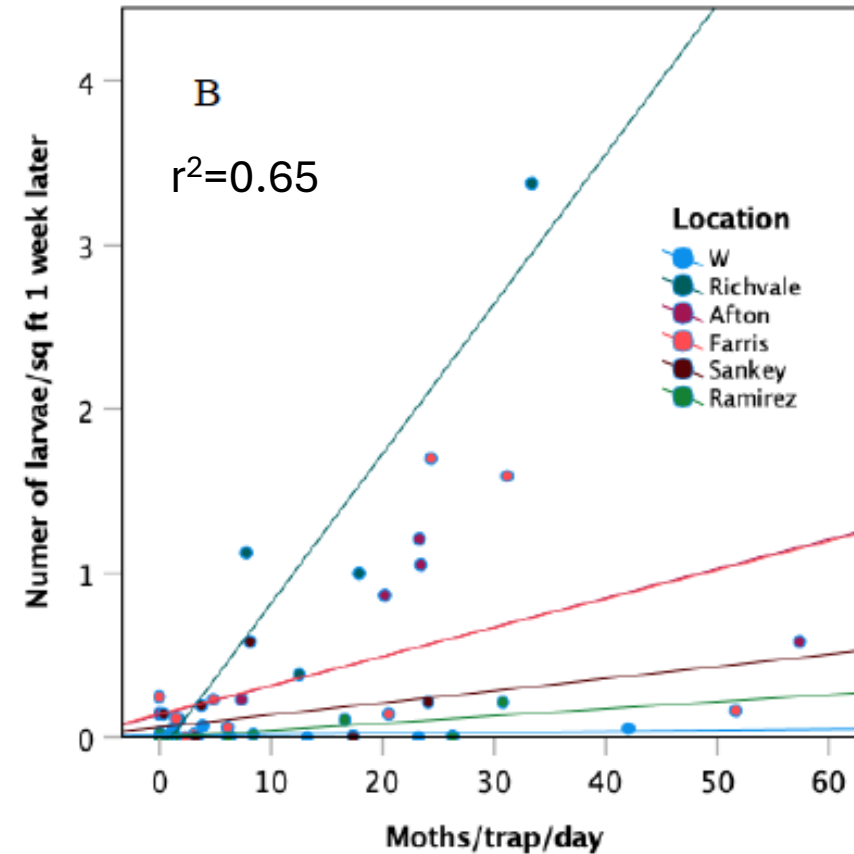 B
r²=0.65
4
3
2
1
0
Numer of larvae/sq ft 1 week later
Location
W
Richvale
Afton
Farris
Sankey
Ramirez
0 10 20 30 40 50 60
Moths/trap/day